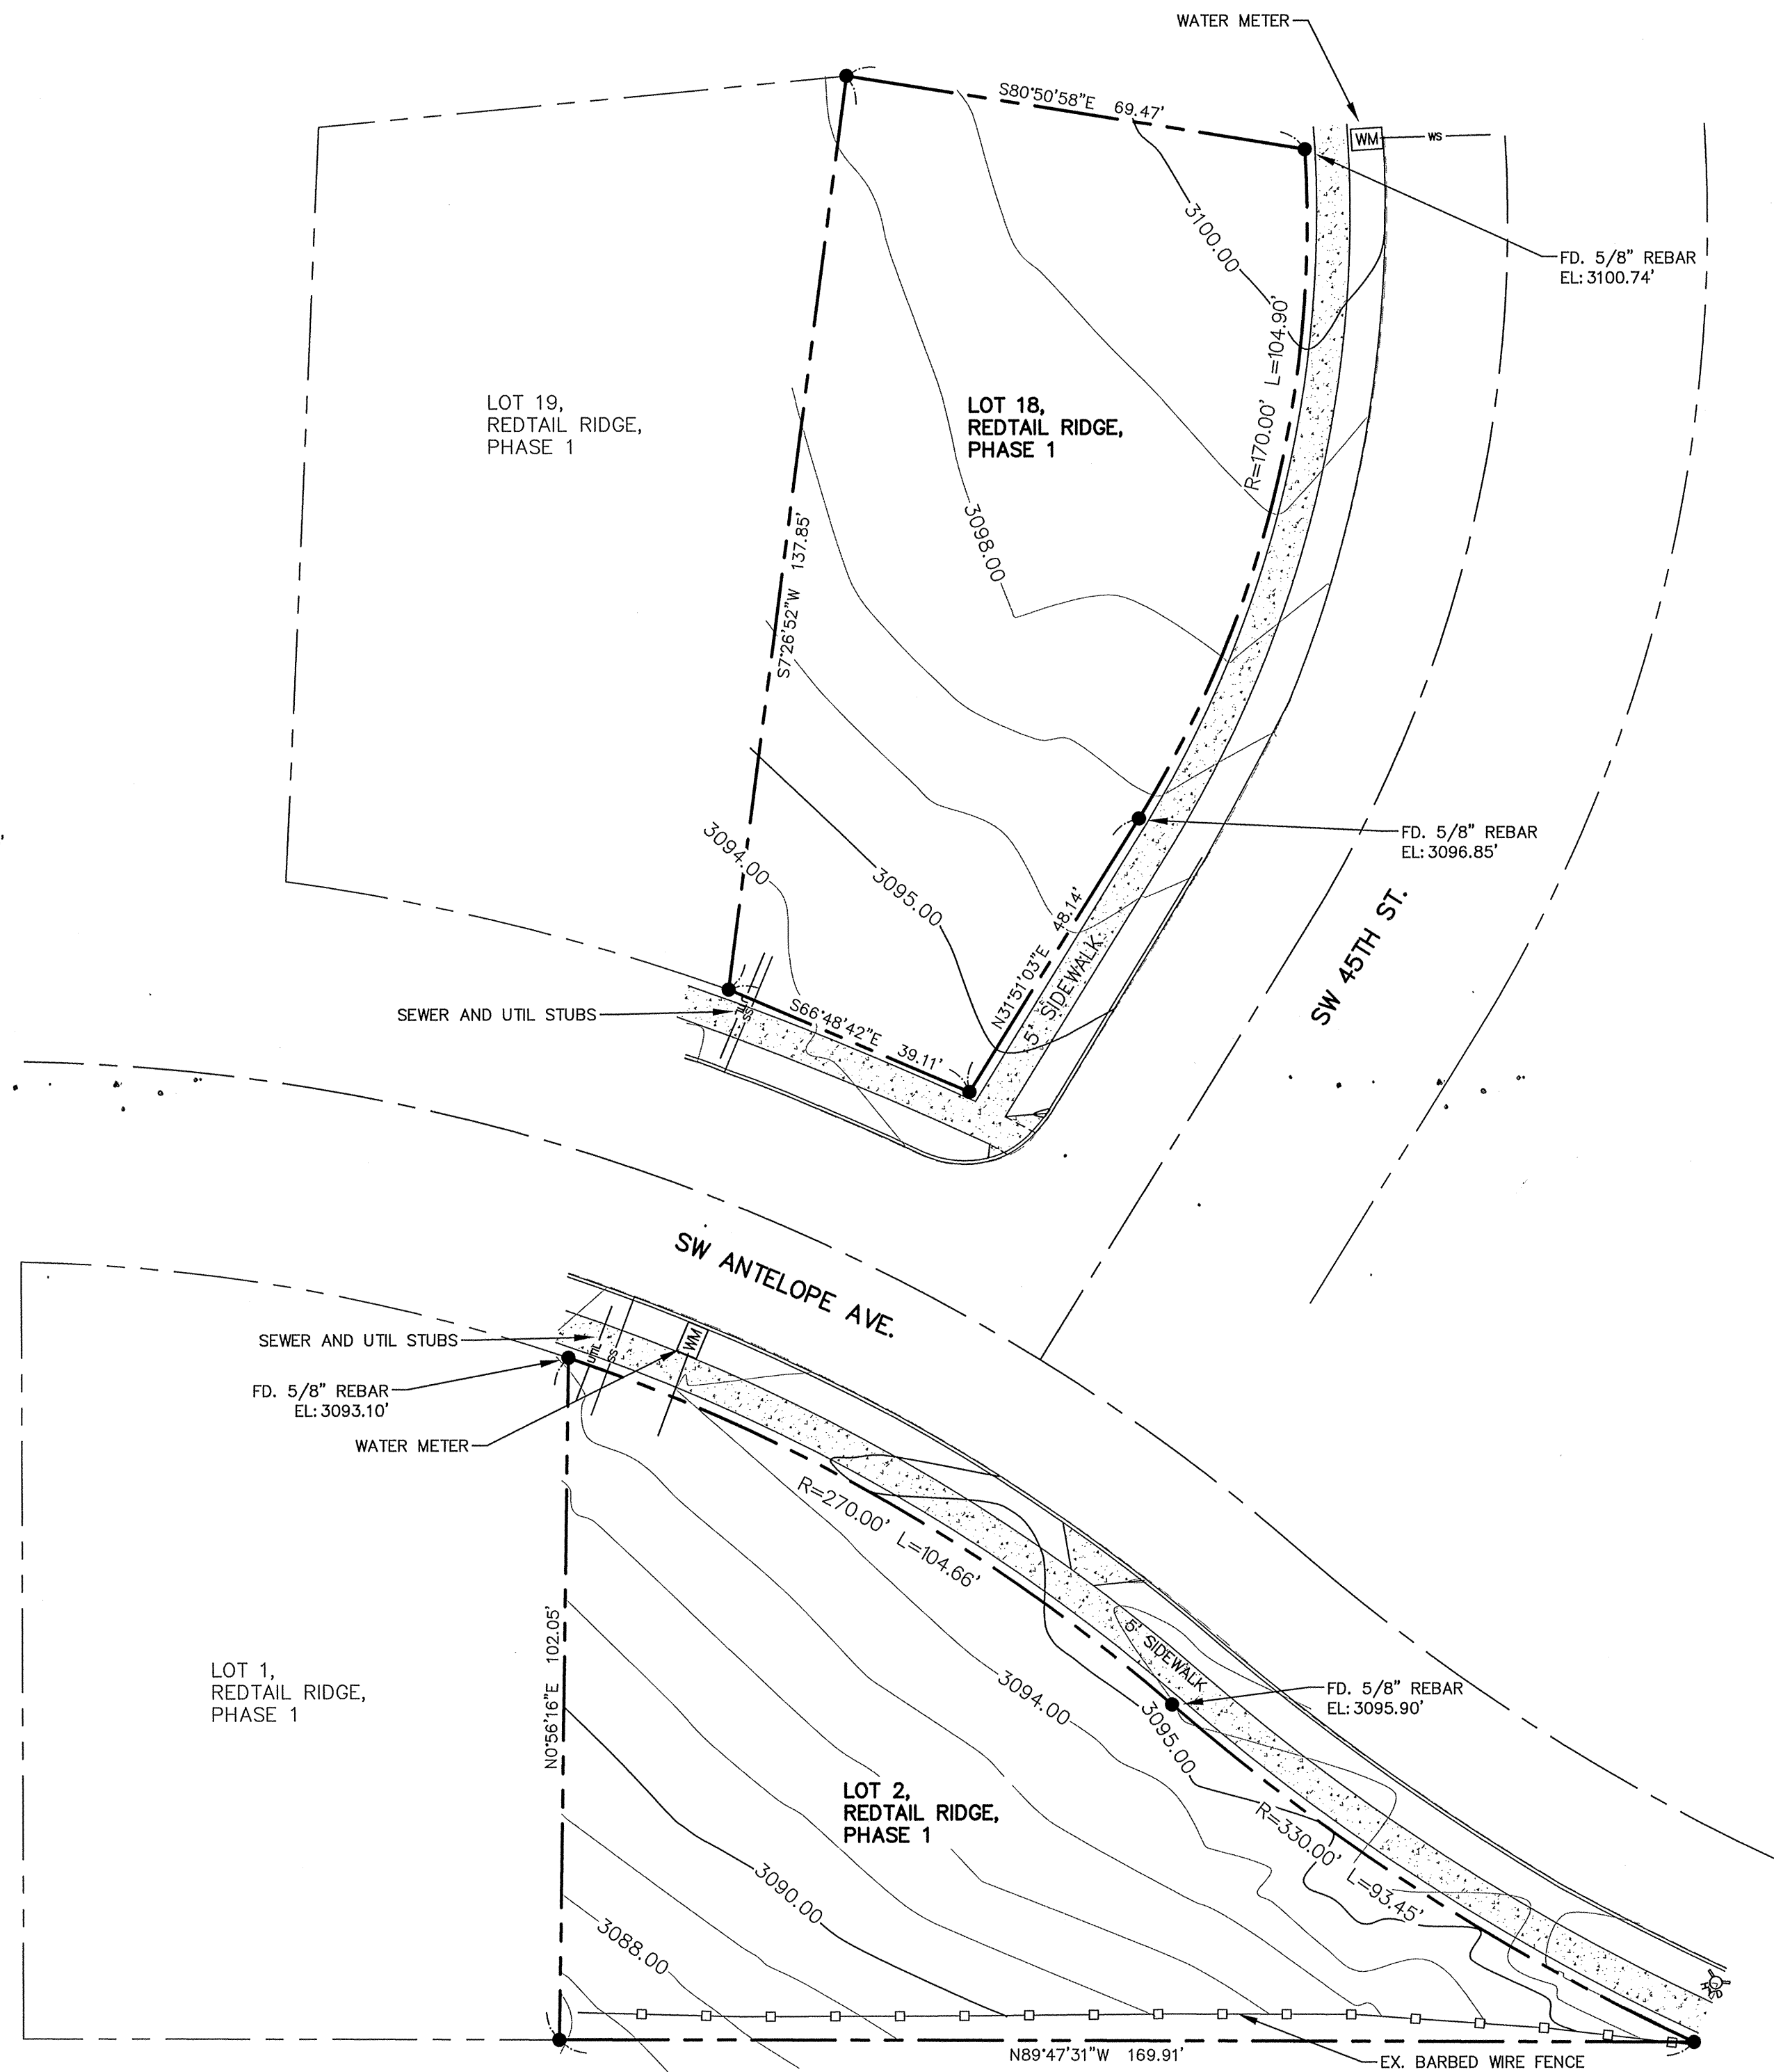 WATER METER
S80°50'58"E 69.47'
WM
WS
3100.00
FD. 5/8" REBAR
EL: 3100.74'
R=170.00' L=104.90'
LOT 19,
REDTAIL RIDGE,
PHASE 1
LOT 18,
REDTAIL RIDGE,
PHASE 1
3098.00
S7°26'52"W 137.85'
3094.00
3095.00
FD. 5/8" REBAR
EL: 3096.85'
N31°51'03"E 48.14'
5' SIDEWALK
SW 45TH ST.
SEWER AND UTIL STUBS
UTIL
SS
S66°48'42"E 39.11'
SW ANTELOPE AVE.
SEWER AND UTIL STUBS
UTIL
SS
WM
FD. 5/8" REBAR
EL: 3093.10'
WATER METER
R=270.00' L=104.66'
5' SIDEWALK
N0°56'16"E 102.05'
LOT 1,
REDTAIL RIDGE,
PHASE 1
3094.00
3095.00
FD. 5/8" REBAR
EL: 3095.90'
LOT 2,
REDTAIL RIDGE,
PHASE 1
R=330.00' L=93.45'
3090.00
3088.00
N89°47'31"W 169.91'
EX. BARBED WIRE FENCE